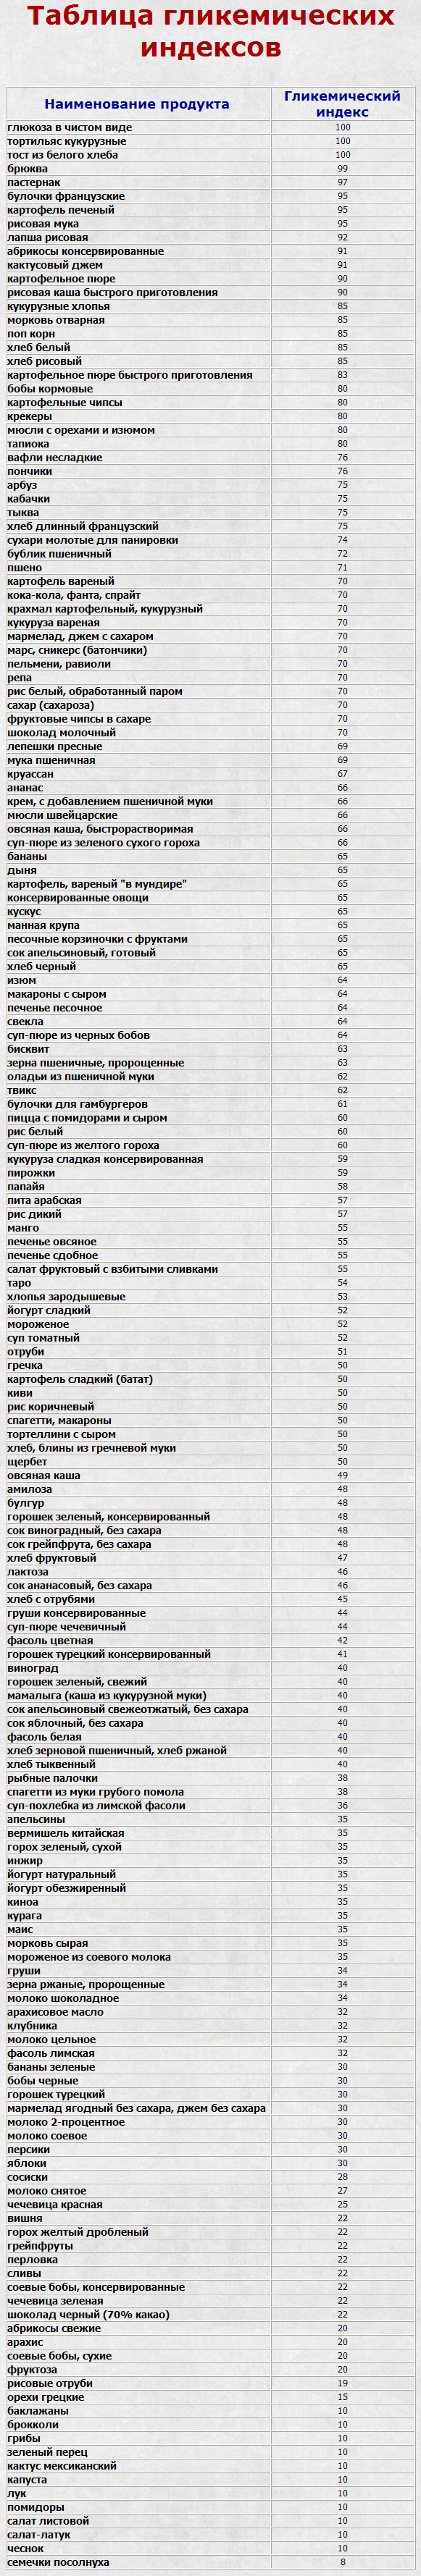 Таблица гликемических
индексов
Наименование продукта Гликемический
индекс
глюкоза в чистом виде 100
тортильяс кукурузные 100
тост из белого хлеба 100
брюква 99
пастернак 97
булочки французские 95
картофель печеный 95
рисовая мука 95
лапша рисовая 92
абрикосы консервированные 91
кактусовый джем 91
картофельное пюре 90
рисовая каша быстрого приготовления 90
кукурузные хлопья 85
морковь отварная 85
поп корн 85
хлеб белый 85
хлеб рисовый 85
картофельное пюре быстрого приготовления 83
бобы кормовые 80
картофельные чипсы 80
крекеры 80
мюсли с орехами и изюмом 80
тапиока 80
вафли несладкие 76
пончики 76
арбуз 75
кабачки 75
тыква 75
хлеб длинный французский 75
сухари молотые для панировки 74
бублик пшеничный 72
пшено 71
картофель вареный 70
кока-кола, фанта, спрайт 70
крахмал картофельный, кукурузный 70
кукуруза вареная 70
мармелад, джем с сахаром 70
марс, сникерс (батончики) 70
пельмени, равиоли 70
репа 70
рис белый, обработанный паром 70
сахар (сахароза) 70
фруктовые чипсы в сахаре 70
шоколад молочный 70
лепешки пресные 69
мука пшеничная 69
круассан 67
ананас 66
крем, с добавлением пшеничной муки 66
мюсли швейцарские 66
овсяная каша, быстрорастворимая 66
суп-пюре из зеленого сухого гороха 66
бананы 65
дыня 65
картофель, вареный "в мундире" 65
консервированные овощи 65
кускус 65
манная крупа 65
песочные корзиночки с фруктами 65
сок апельсиновый, готовый 65
хлеб черный 65
изюм 64
макароны с сыром 64
печенье песочное 64
свекла 64
суп-пюре из черных бобов 64
бисквит 63
зерна пшеничные, пророщенные 63
оладьи из пшеничной муки 62
твикс 62
булочки для гамбургеров 61
пицца с помидорами и сыром 60
рис белый 60
суп-пюре из желтого гороха 60
кукуруза сладкая консервированная 59
пирожки 59
папайя 58
пита арабская 57
рис дикий 57
манго 55
печенье овсяное 55
печенье сдобное 55
салат фруктовый с взбитыми сливками 55
таро 54
хлопья зародышевые 53
йогурт сладкий 52
мороженое 52
суп томатный 52
отруби 51
гречка 50
картофель сладкий (батат) 50
киви 50
рис коричневый 50
спагетти, макароны 50
тортеллини с сыром 50
хлеб, блины из гречневой муки 50
щербет 50
овсяная каша 49
амилоза 48
булгур 48
горошек зеленый, консервированный 48
сок виноградный, без сахара 48
сок грейпфрута, без сахара 48
хлеб фруктовый 47
лактоза 46
сок ананасовый, без сахара 46
хлеб с отрубями 45
груши консервированные 44
суп-пюре чечевичный 44
фасоль цветная 42
горошек турецкий консервированный 41
виноград 40
горошек зеленый, свежий 40
мамалыга (каша из кукурузной муки) 40
сок апельсиновый свежеотжатый, без сахара 40
сок яблочный, без сахара 40
фасоль белая 40
хлеб зерновой пшеничный, хлеб ржаной 40
хлеб тыквенный 40
рыбные палочки 38
спагетти из муки грубого помола 38
суп-похлебка из лимской фасоли 36
апельсины 35
вермишель китайская 35
горох зеленый, сухой 35
инжир 35
йогурт натуральный 35
йогурт обезжиренный 35
киноа 35
курага 35
маис 35
морковь сырая 35
мороженое из соевого молока 35
груши 34
зерна ржаные, пророщенные 34
молоко шоколадное 34
арахисовое масло 32
клубника 32
молоко цельное 32
фасоль лимская 32
бананы зеленые 30
бобы черные 30
горошек турецкий 30
мармелад ягодный без сахара, джем без сахара 30
молоко 2-процентное 30
молоко соевое 30
персики 30
яблоки 30
сосиски 28
молоко снятое 27
чечевица красная 25
вишня 22
горох желтый дробленый 22
грейпфруты 22
перловка 22
сливы 22
соевые бобы, консервированные 22
чечевица зеленая 22
шоколад черный (70% какао) 22
абрикосы свежие 20
арахис 20
соевые бобы, сухие 20
фруктоза 20
рисовые отруби 19
орехи грецкие 15
баклажаны 10
брокколи 10
грибы 10
зеленый перец 10
кактус мексиканский 10
капуста 10
лук 10
помидоры 10
салат листовой 10
салат-латук 10
чеснок 10
семечки посолнуха 8